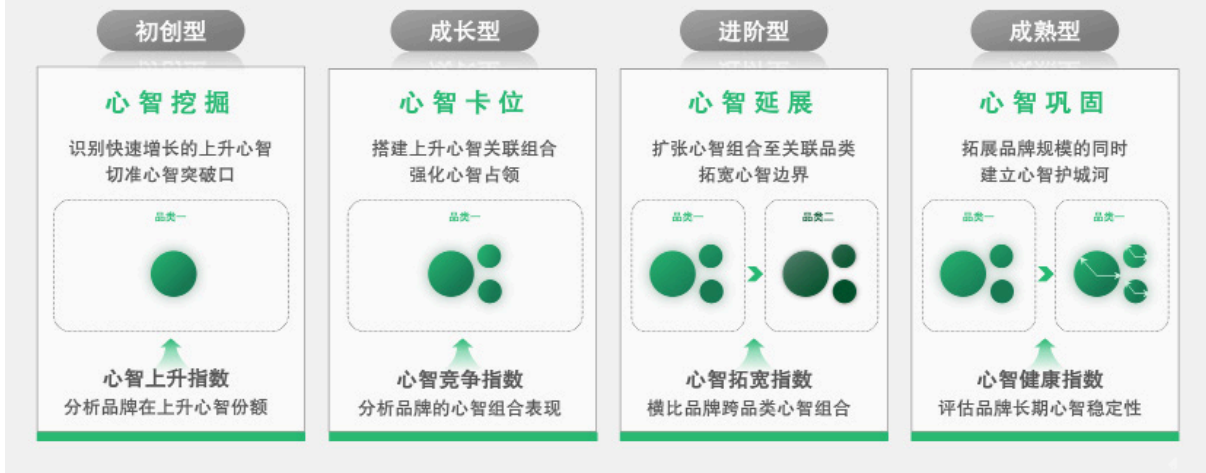 初创型
心智挖掘
识别快速增长的上升心智
切准心智突破口
品类一
心智上升指数
分析品牌在上升心智份额
成长型
心智卡位
搭建上升心智关联组合
强化心智占领
品类一
心智竞争指数
分析品牌的心智组合表现
进阶型
心智延展
扩张心智组合至关联品类
拓宽心智边界
品类一
品类二
心智拓宽指数
横比品牌跨品类心智组合
成熟型
心智巩固
拓展品牌规模的同时
建立心智护城河
品类一
品类一
心智健康指数
评估品牌长期心智稳定性